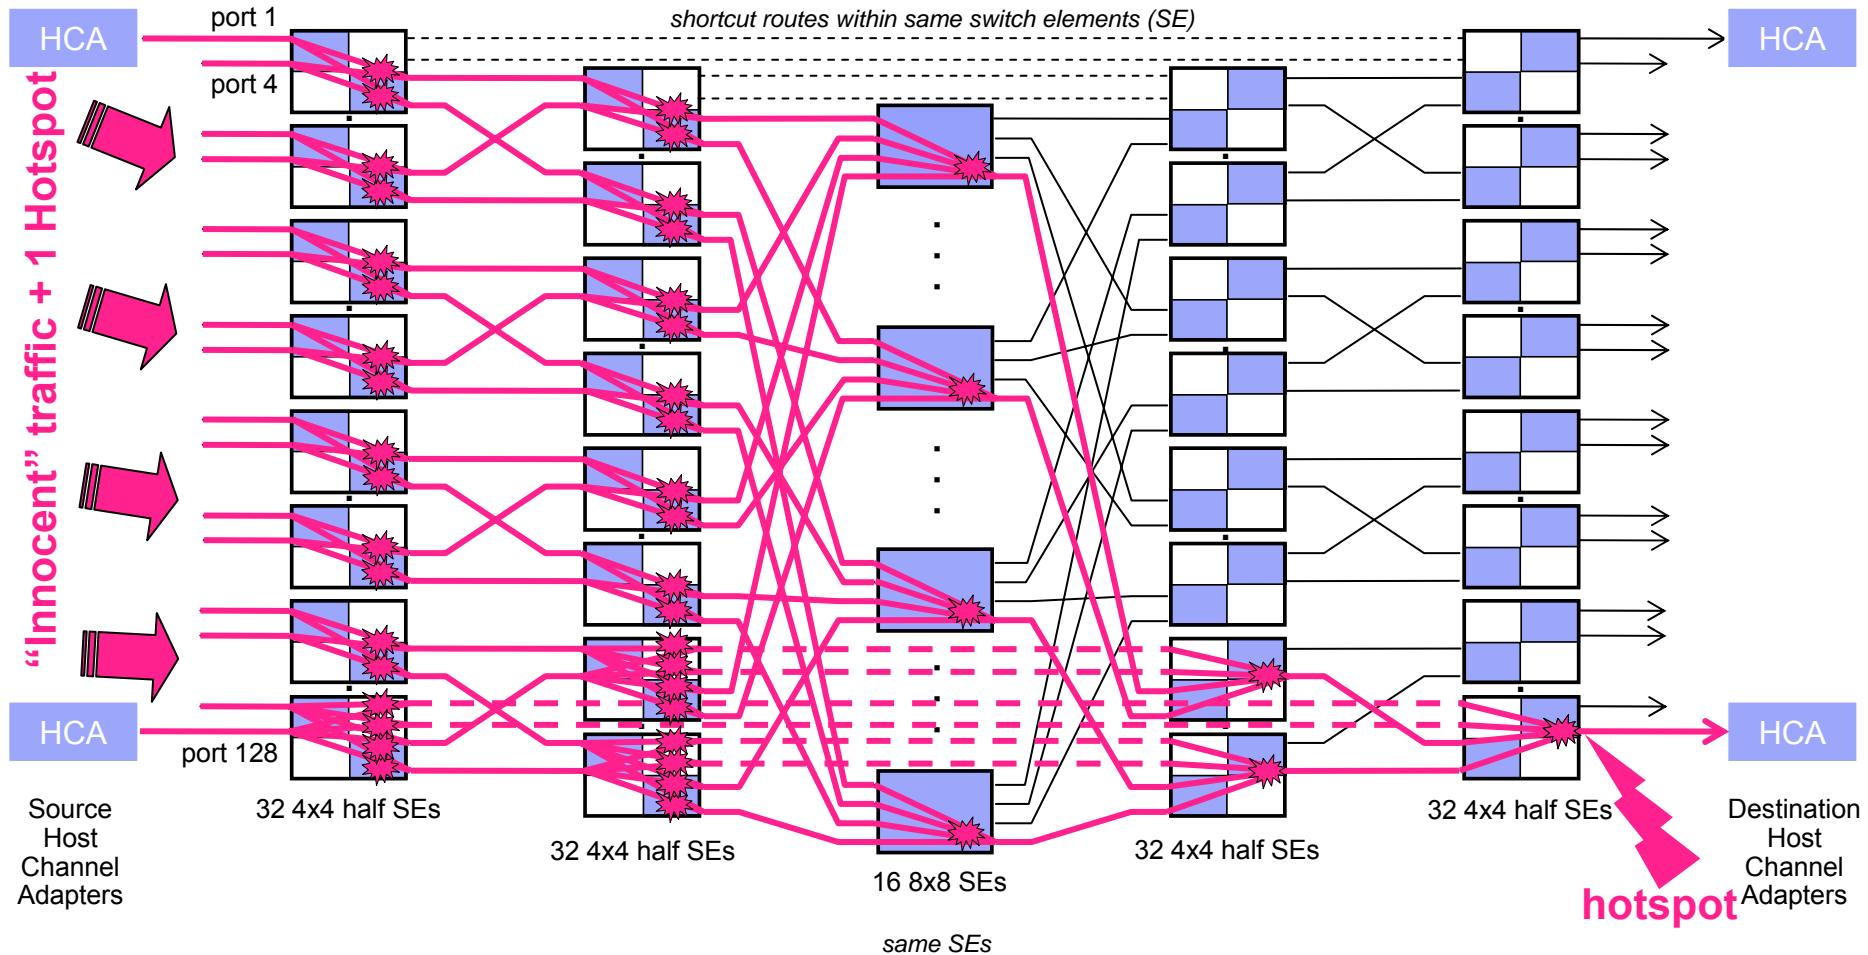 port 1
shortcut routes within same switch elements (SE)
HCA
HCA
port 4
"Innocent" traffic + 1 Hotspot
HCA
HCA
port 128
Source
Host
Channel
Adapters
32 4x4 half SEs
32 4x4 half SEs
16 8x8 SEs
32 4x4 half SEs
32 4x4 half SEs
Destination
Host
Channel
Adapters
hotspot
same SEs